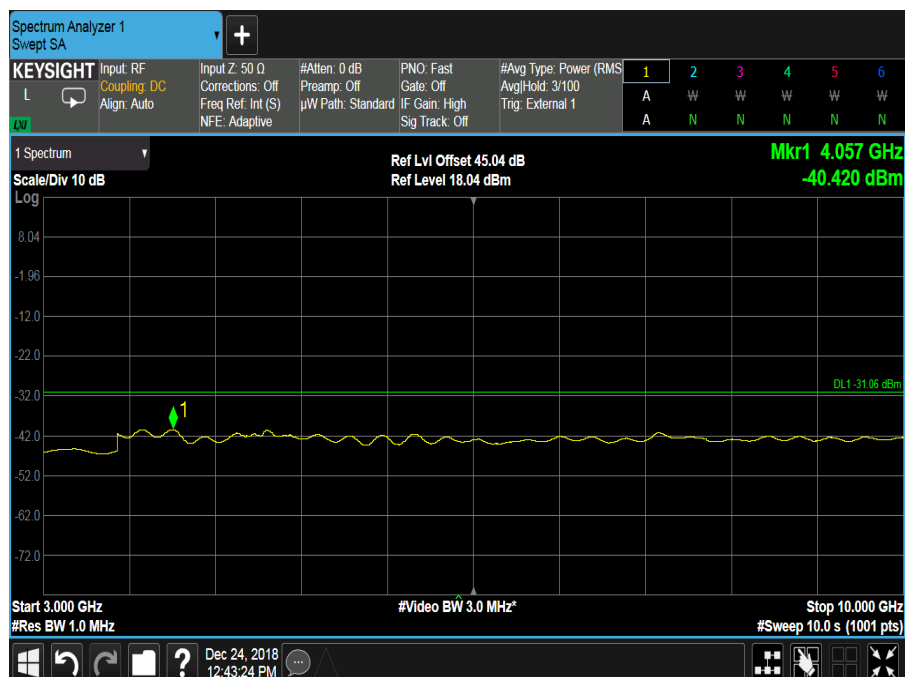 Spectrum Analyzer 1
Swept SA
KEYSIGHT
L
LXI
Input: RF
Coupling: DC
Align: Auto
Input Z: 50 Ω
Corrections: Off
Freq Ref: Int (S)
NFE: Adaptive
#Atten: 0 dB
Preamp: Off
µW Path: Standard
PNO: Fast
Gate: Off
IF Gain: High
Sig Track: Off
#Avg Type: Power (RMS
Avg|Hold: 3/100
Trig: External 1
1 2 3 4 5 6
A W W W W W
A N N N N N
1 Spectrum
Scale/Div 10 dB
Log
Ref Lvl Offset 45.04 dB
Ref Level 18.04 dBm
Mkr1 4.057 GHz
-40.420 dBm
8.04
-1.96
-12.0
-22.0
-32.0
DL1 -31.06 dBm
1
-42.0
-52.0
-62.0
-72.0
Start 3.000 GHz
#Video BW 3.0 MHz*
Stop 10.000 GHz
#Res BW 1.0 MHz
#Sweep 10.0 s (1001 pts)
?
Dec 24, 2018
12:43:24 PM